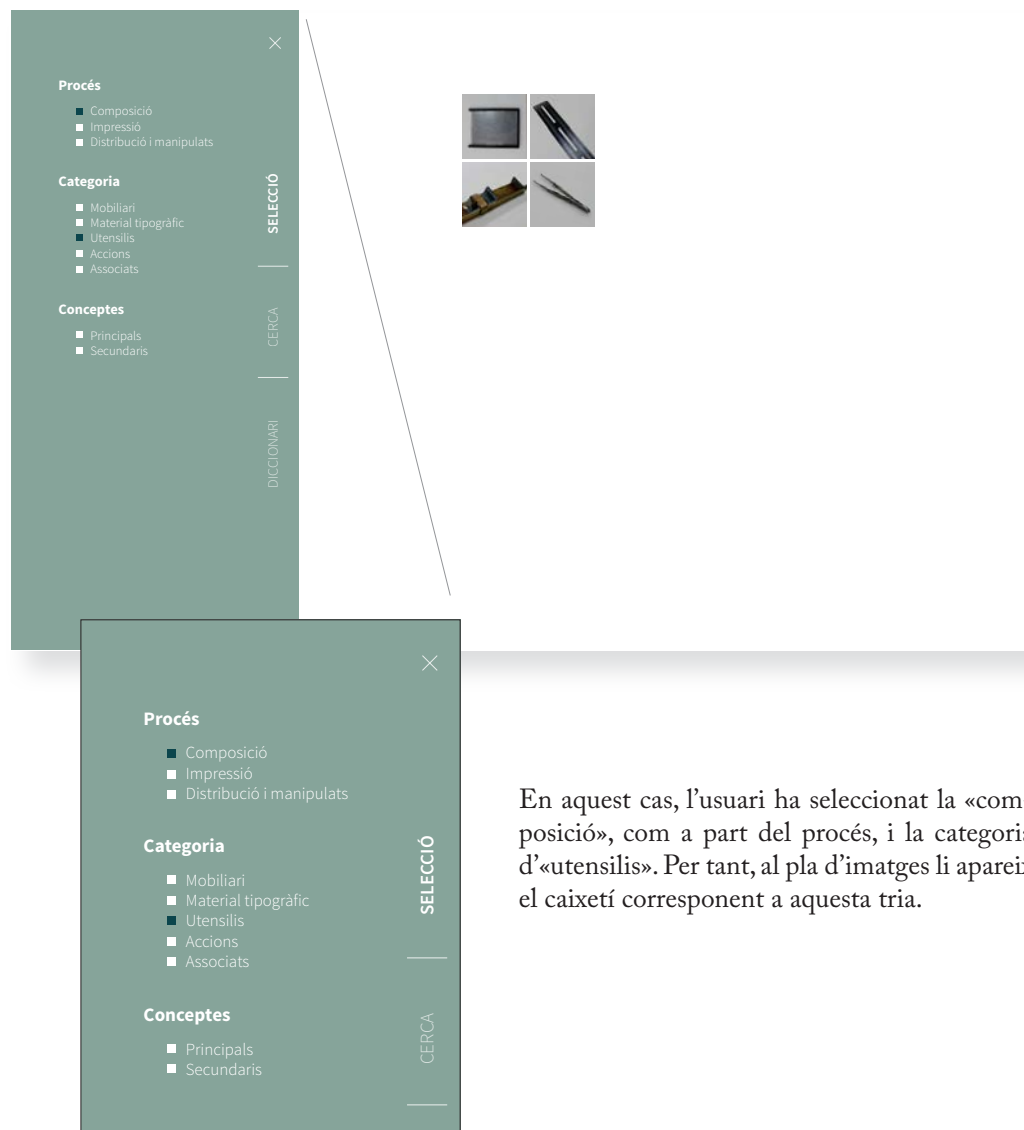 Procés
Composició
Impressió
Distribució i manipulats
Categoria
Mobiliari
Material tipogràfic
Utensilis
Accions
Associats
Conceptes
Principals
Secundaris
SELECCIÓ
CERCA
DICCIONARI
Procés
Composició
Impressió
Distribució i manipulats
Categoria
Mobiliari
Material tipogràfic
Utensilis
Accions
Associats
Conceptes
Principals
Secundaris
SELECCIÓ
CERCA
En aquest cas, l’usuari ha seleccionat la «com-
posició», com a part del procés, i la categoria
d’«utensilis». Per tant, al pla d’imatges li apareix
el caixetí corresponent a aquesta tria.